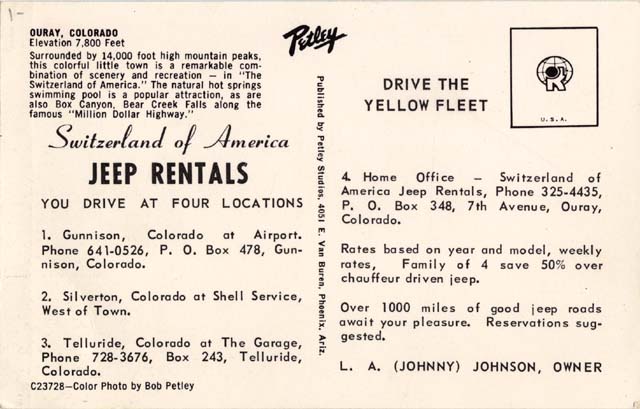 1-
OURAY, COLORADO
Elevation 7,800 Feet
Surrounded by 14,000 foot high mountain peaks,
this colorful little town is a remarkable com-
bination of scenery and recreation — in "The
Switzerland of America." The natural hot springs
swimming pool is a popular attraction, as are
also Box Canyon, Bear Creek Falls along the
famous "Million Dollar Highway."
Switzerland of America
JEEP RENTALS
YOU DRIVE AT FOUR LOCATIONS
1. Gunnison, Colorado at Airport.
Phone 641-0526, P. O. Box 478, Gun-
nison, Colorado.
2. Silverton, Colorado at Shell Service,
West of Town.
3. Telluride, Colorado at The Garage,
Phone 728-3676, Box 243, Telluride,
Colorado.
C23728—Color Photo by Bob Petley
Petley
Published by Petley Studios, 4051 E. Van Buren, Phoenix, Ariz.
DRIVE THE
YELLOW FLEET
U.S.A.
4. Home Office — Switzerland of
America Jeep Rentals, Phone 325-4435,
P. O. Box 348, 7th Avenue, Ouray,
Colorado.
Rates based on year and model, weekly
rates, Family of 4 save 50% over
chauffeur driven jeep.
Over 1000 miles of good jeep roads
await your pleasure. Reservations sug-
gested.
L. A. (JOHNNY) JOHNSON, OWNER